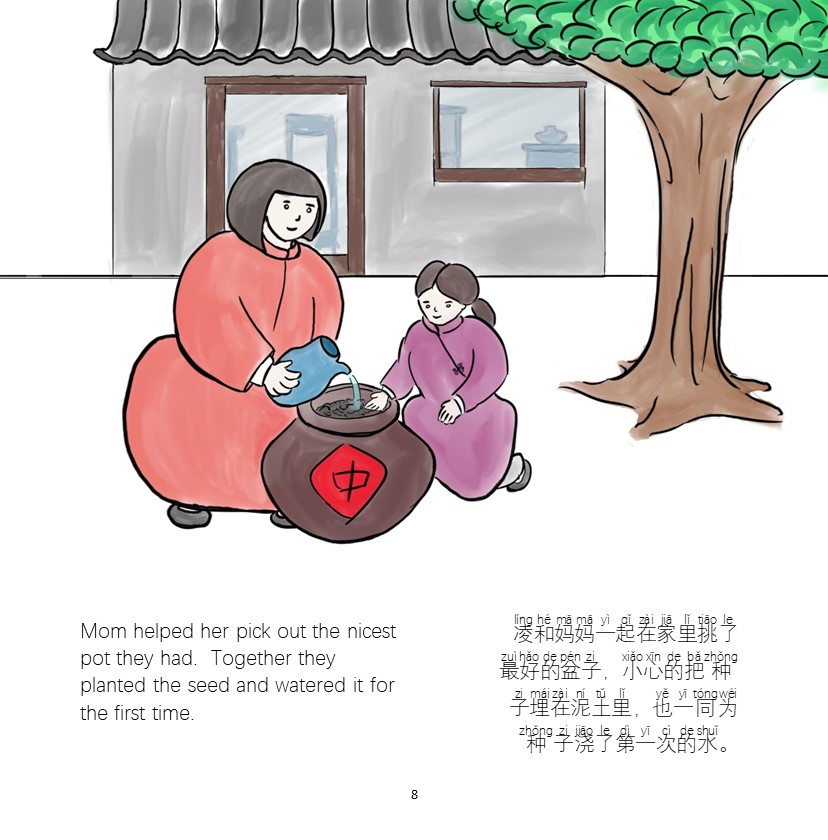 中
Mom helped her pick out the nicest
pot they had. Together they
planted the seed and watered it for
the first time.
líng hé mā mā yì qǐ zài jiā lǐ tiāo le
凌和妈妈一起在家里挑了
zuì hǎo de pén zi xiǎo xīn de bǎ zhǒng
最好的盆子，小心的把 种
zi mái zài ní tǔ lǐ yě yī tóng wéi
子埋在泥土里，也一同为
zhǒng zi jiāo le dì yī cì de shuǐ
种 子浇了第一次的水。
8